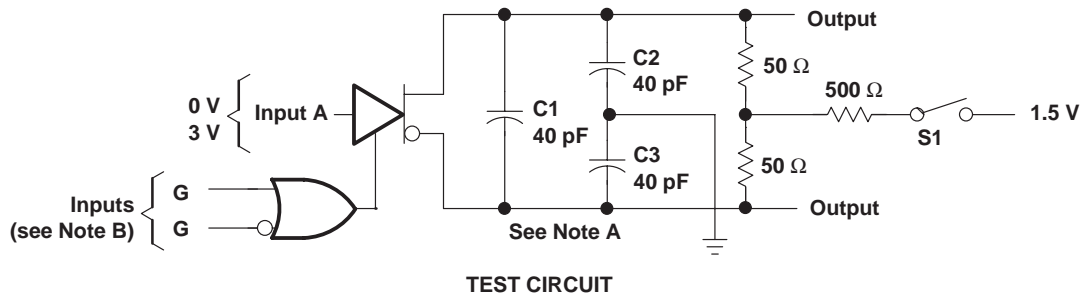 Output
C2
40 pF
50 Ω
500 Ω
0 V
3 V
Input A
C1
40 pF
1.5 V
S1
C3
40 pF
50 Ω
Inputs
(see Note B)
G
G
See Note A
Output
TEST CIRCUIT